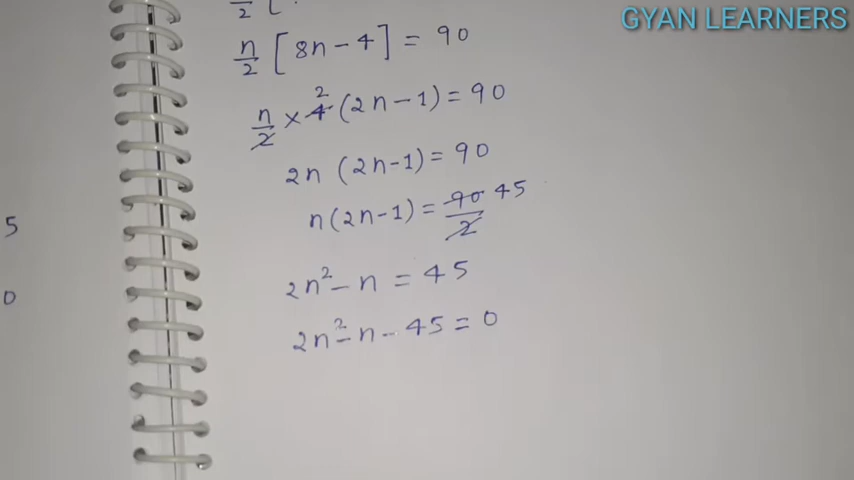 GYAN LEARNERS
n/2 [8n - 4] = 90
n/2 × 4 2 (2n - 1) = 90
2n (2n - 1) = 90
n(2n - 1) = 90/2 45
2n² - n = 45
2n² - n - 45 = 0
5
0